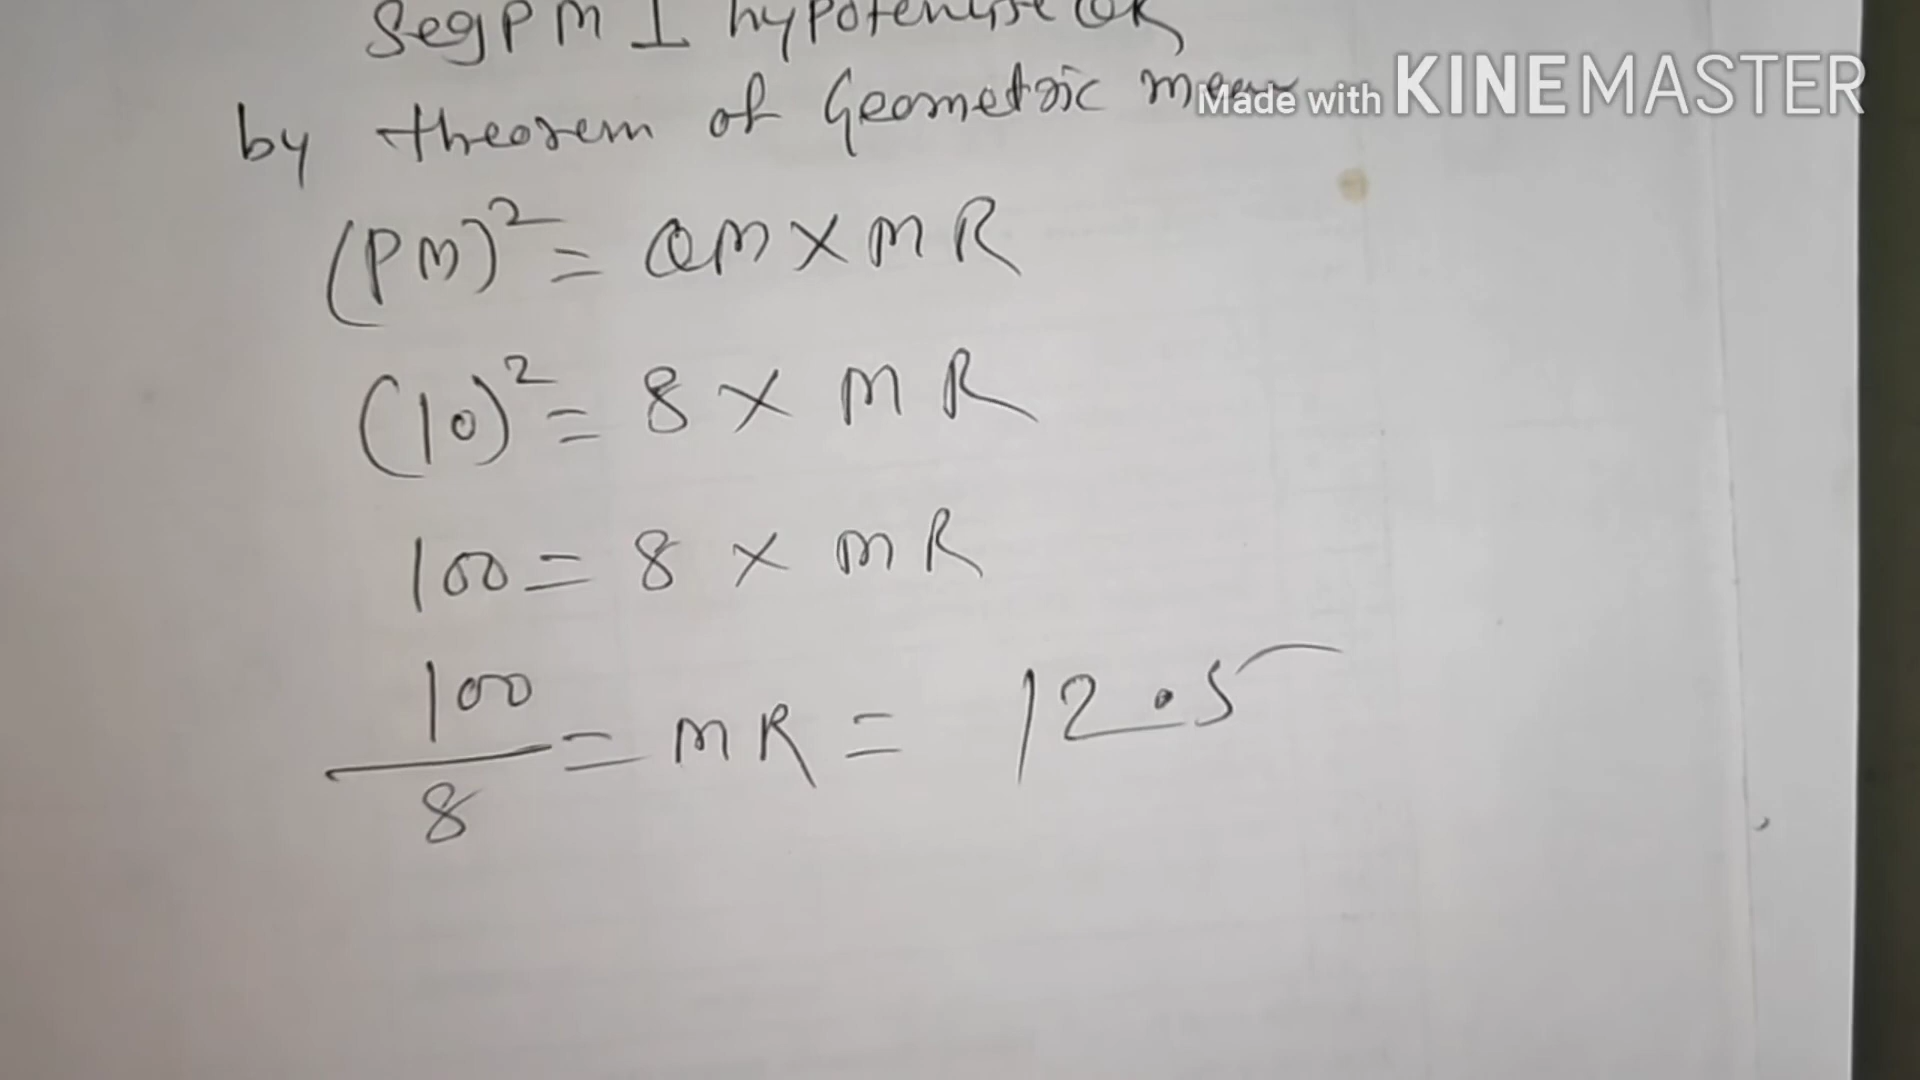 seg PM ⊥ hypotenuse QR
by theorem of Geometric mean
Made with KINEMASTER
(PM)² = QM × MR
(10)² = 8 × MR
100 = 8 × MR
100/8 = MR = 12.5